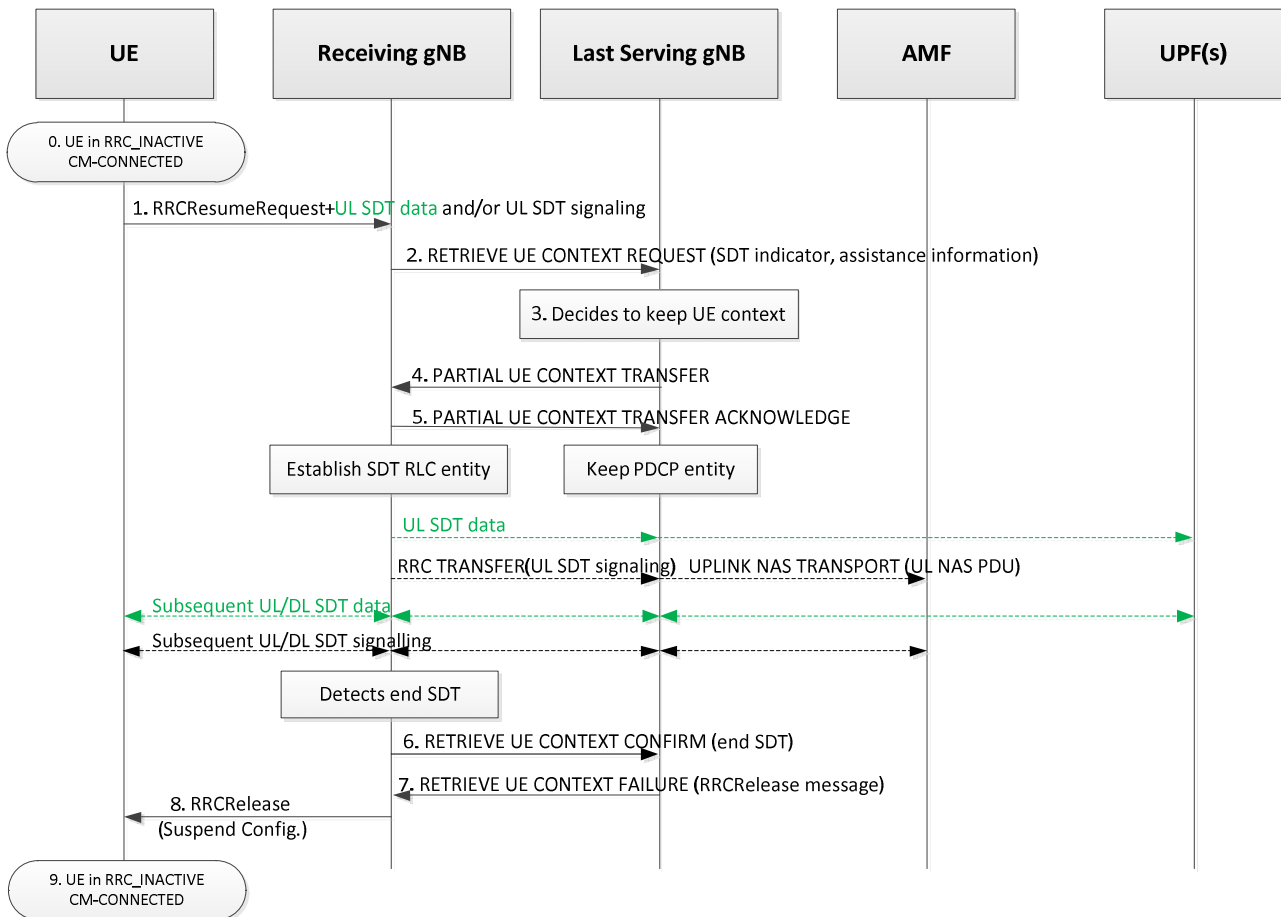 UE
Receiving gNB
Last Serving gNB
AMF
UPF(s)
0. UE in RRC_INACTIVE
CM-CONNECTED
1. RRCResumeRequest+UL SDT data and/or UL SDT signaling
2. RETRIEVE UE CONTEXT REQUEST (SDT indicator, assistance information)
3. Decides to keep UE context
4. PARTIAL UE CONTEXT TRANSFER
5. PARTIAL UE CONTEXT TRANSFER ACKNOWLEDGE
Establish SDT RLC entity
Keep PDCP entity
UL SDT data
RRC TRANSFER(UL SDT signaling)
UPLINK NAS TRANSPORT (UL NAS PDU)
Subsequent UL/DL SDT data
Subsequent UL/DL SDT signalling
Detects end SDT
6. RETRIEVE UE CONTEXT CONFIRM (end SDT)
7. RETRIEVE UE CONTEXT FAILURE (RRCRelease message)
8. RRCRelease
(Suspend Config.)
9. UE in RRC_INACTIVE
CM-CONNECTED